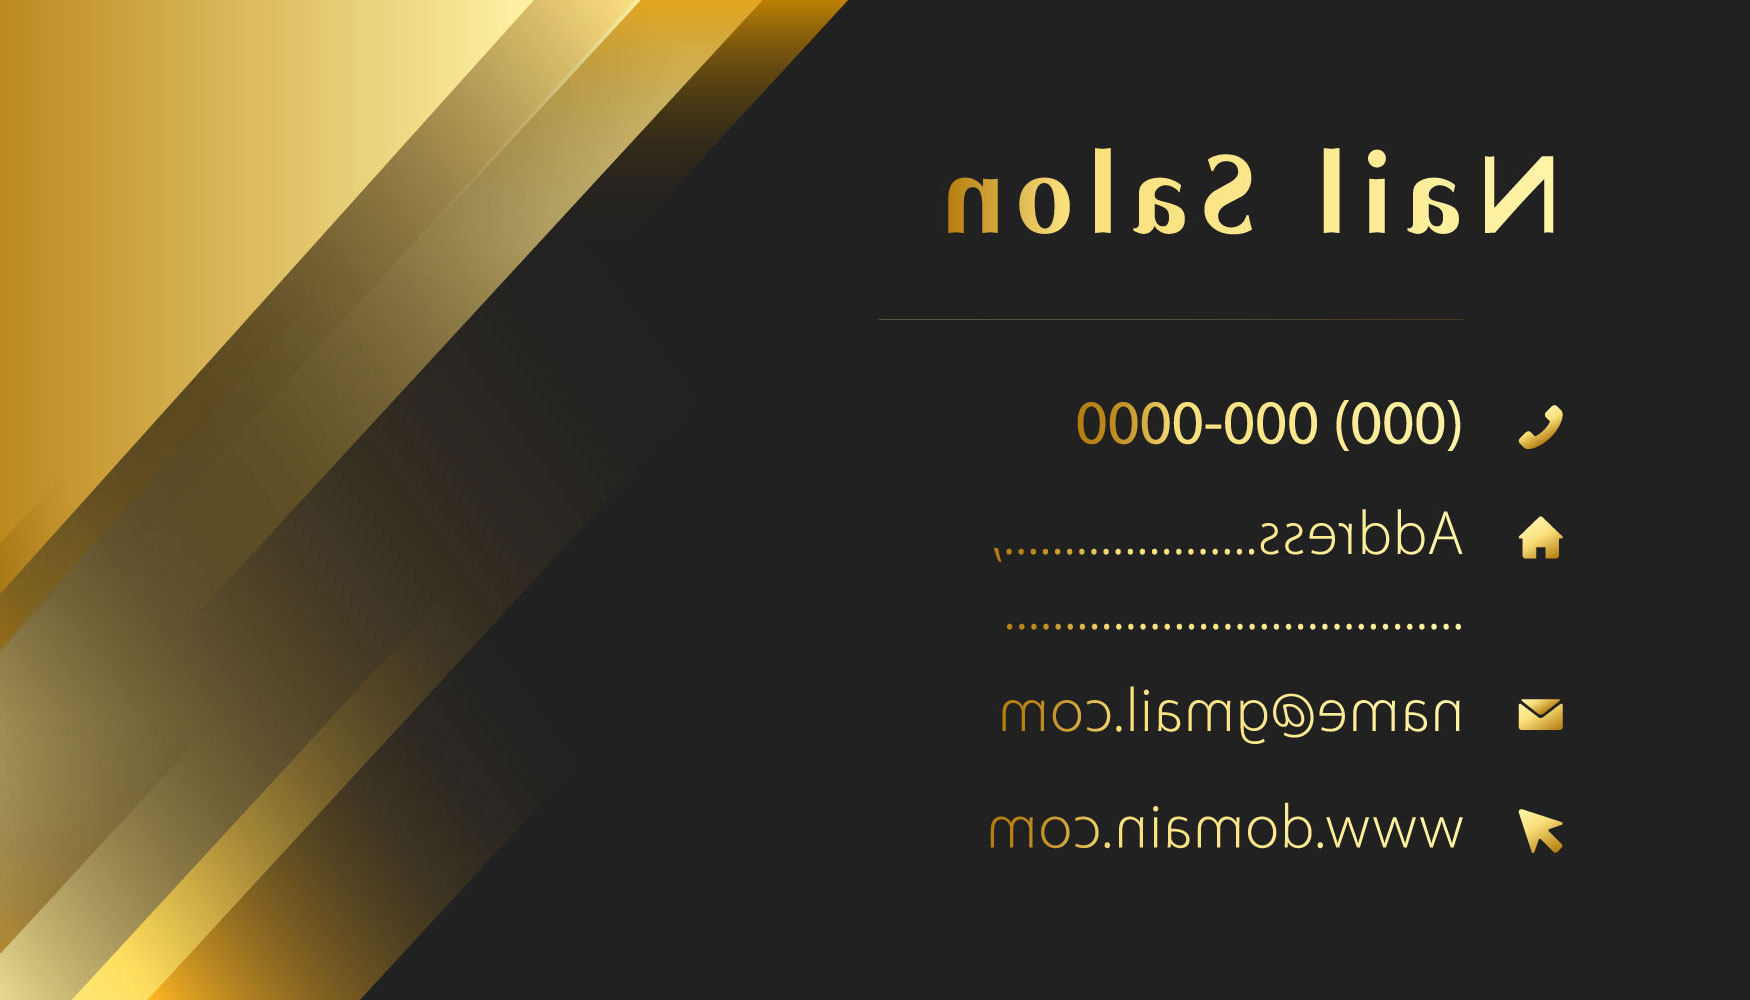 Nail Salon
(000) 000-0000
Address.....................,
......................................
name@gmail.com
www.domain.com